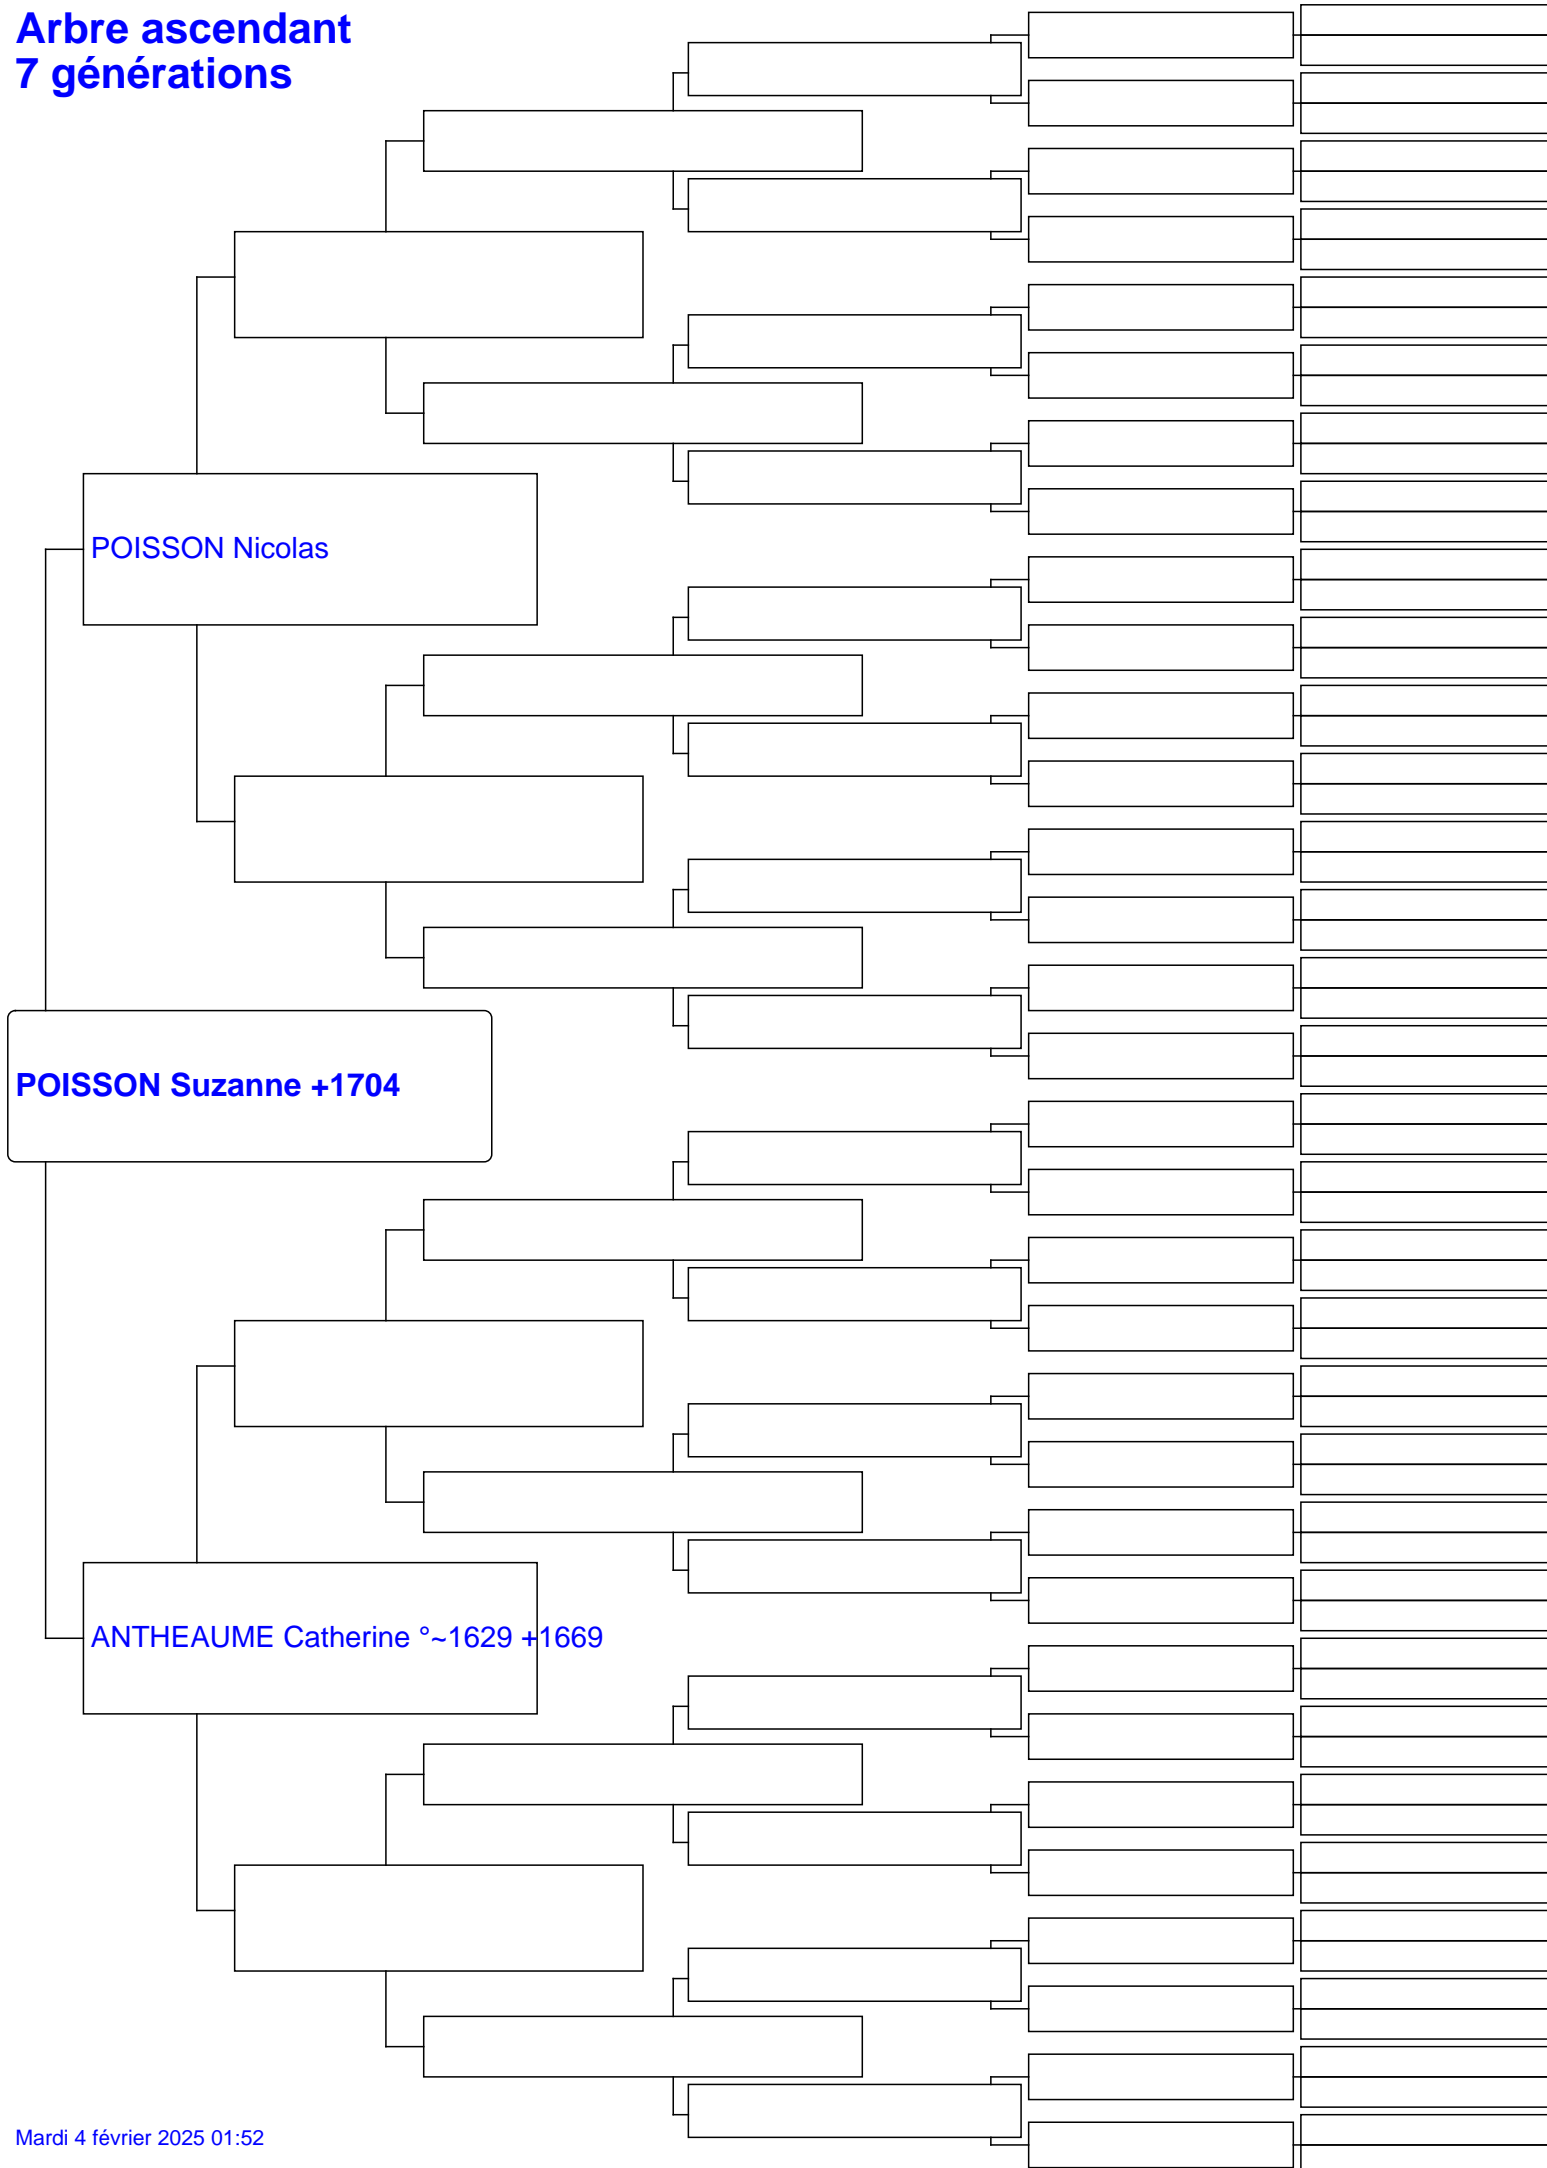 Arbre ascendant
7 générations
POISSON Nicolas
POISSON Suzanne +1704
ANTHEAUME Catherine °~1629 +1669
Mardi 4 février 2025 01:52